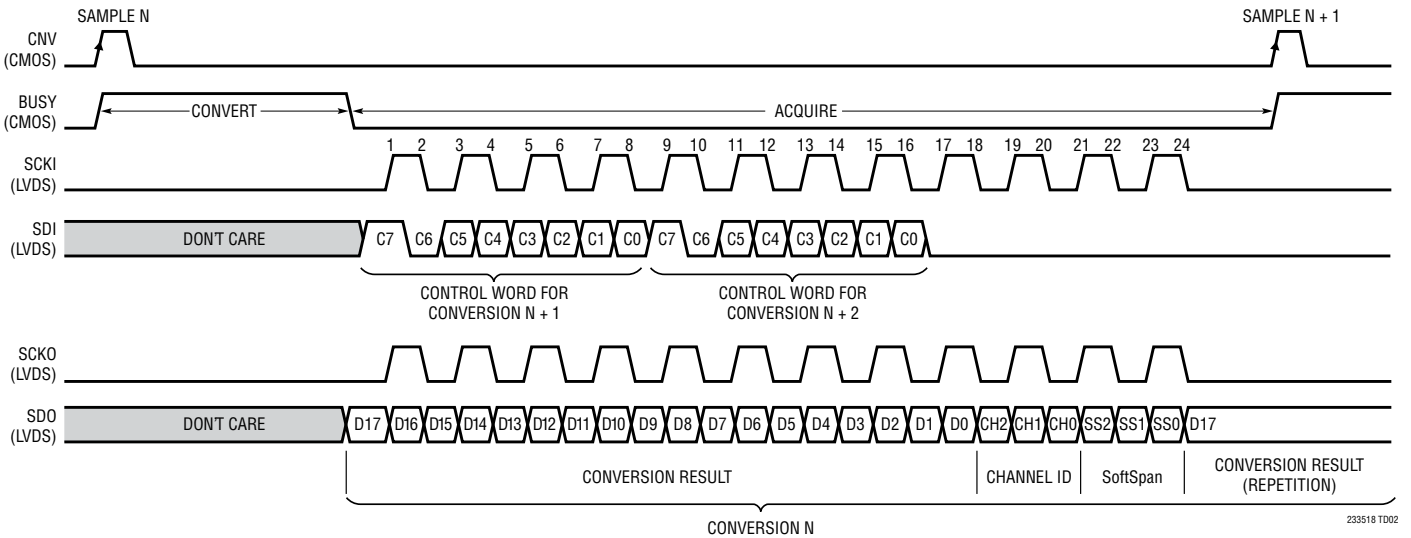 SAMPLE N
SAMPLE N + 1
CNV
(CMOS)
BUSY
(CMOS)
CONVERT
ACQUIRE
1 2 3 4 5 6 7 8 9 10 11 12 13 14 15 16 17 18 19 20 21 22 23 24
SCKI
(LVDS)
SDI
(LVDS)
DON'T CARE
C7 C6 C5 C4 C3 C2 C1 C0 C7 C6 C5 C4 C3 C2 C1 C0
CONTROL WORD FOR
CONVERSION N + 1
CONTROL WORD FOR
CONVERSION N + 2
SCKO
(LVDS)
SDO
(LVDS)
DON'T CARE
D17 D16 D15 D14 D13 D12 D11 D10 D9 D8 D7 D6 D5 D4 D3 D2 D1 D0 CH2 CH1 CH0 SS2 SS1 SS0 D17
CONVERSION RESULT
CHANNEL ID
SoftSpan
CONVERSION RESULT
(REPETITION)
CONVERSION N
233518 TD02